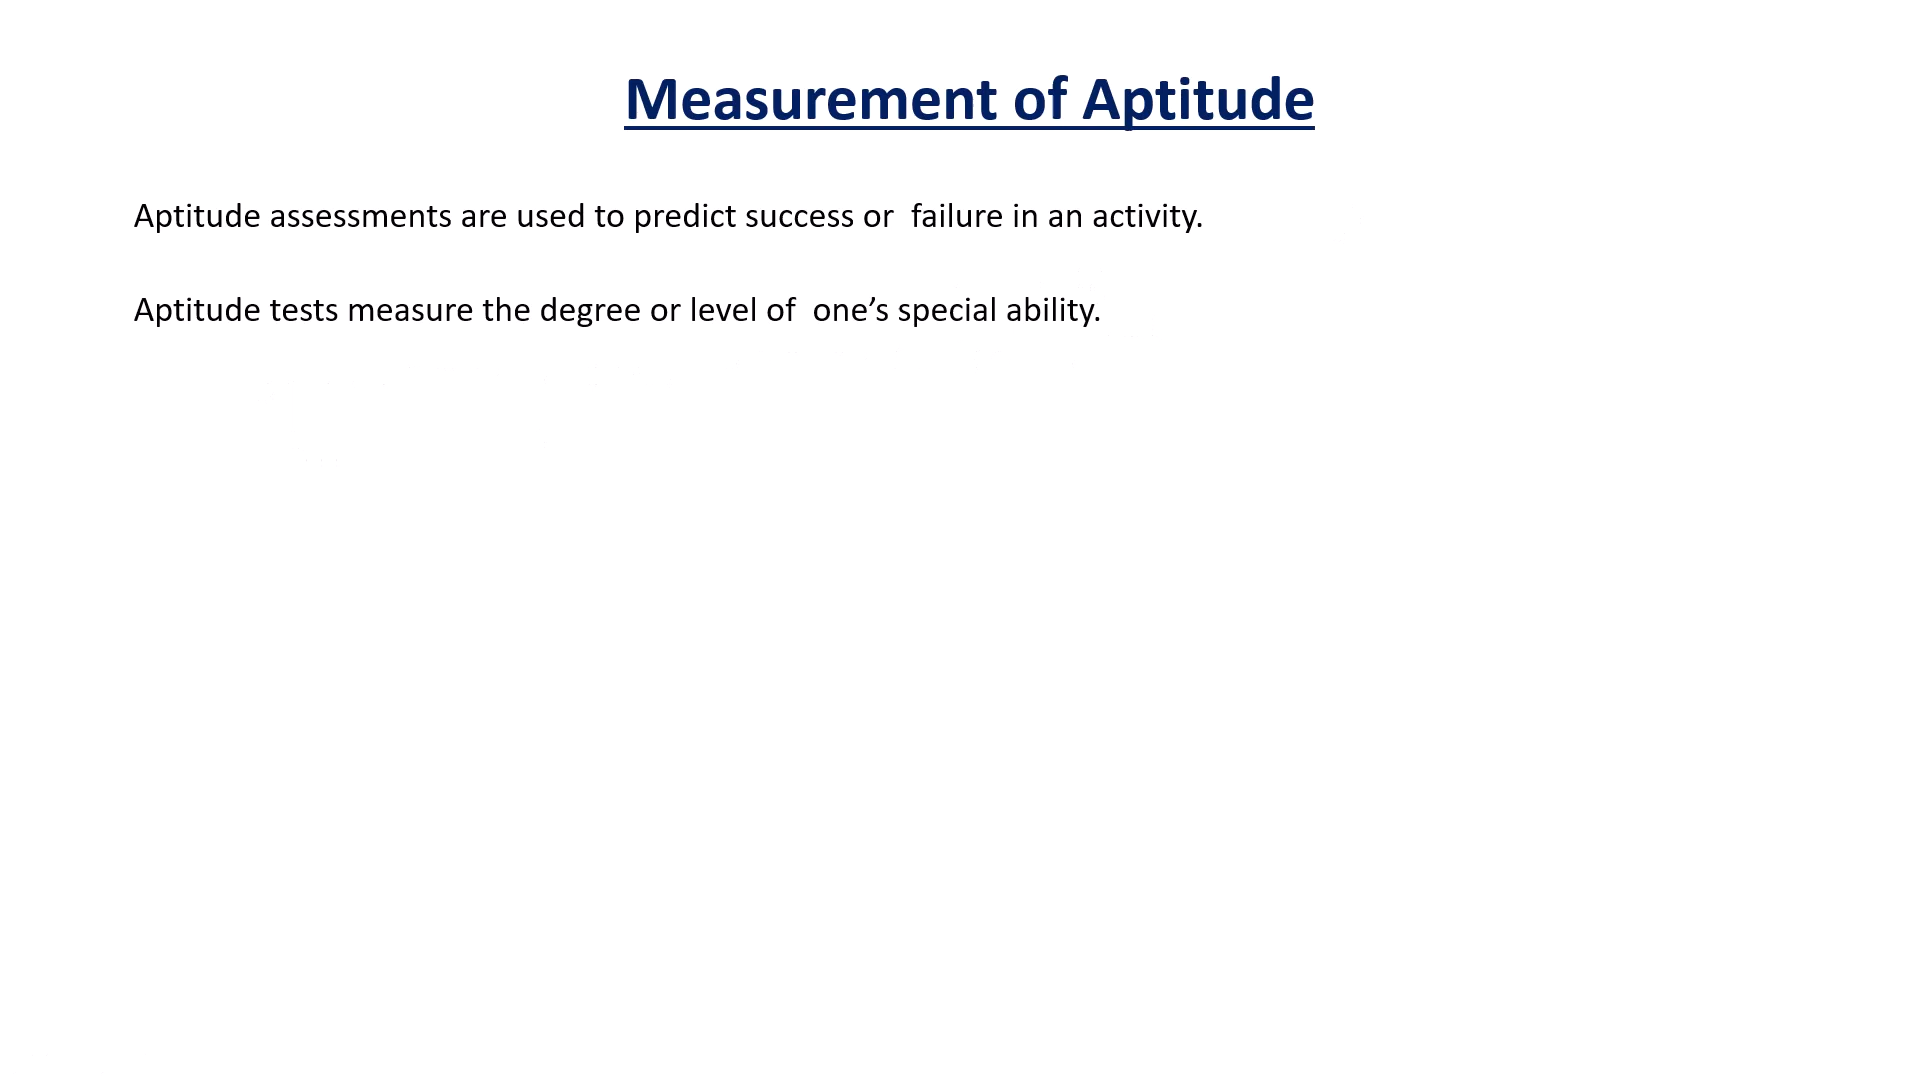 Measurement of Aptitude
Aptitude assessments are used to predict success or  failure in an activity.
Aptitude tests measure the degree or level of  one’s special ability.